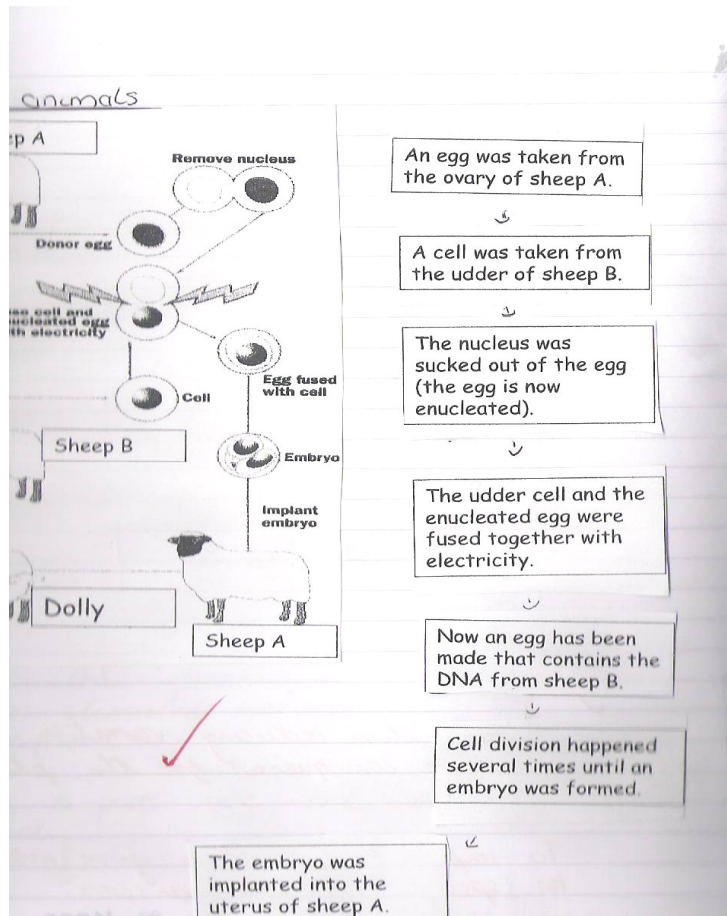 animals
p A
Remove nucleus
Donor egg
cell and
nucleated egg
th electricity
Egg fused
with cell
Cell
Sheep B
Embryo
Implant
embryo
Dolly
Sheep A
An egg was taken from
the ovary of sheep A.
A cell was taken from
the udder of sheep B.
The nucleus was
sucked out of the egg
(the egg is now
enucleated).
The udder cell and the
enucleated egg were
fused together with
electricity.
Now an egg has been
made that contains the
DNA from sheep B.
Cell division happened
several times until an
embryo was formed.
The embryo was
implanted into the
uterus of sheep A.